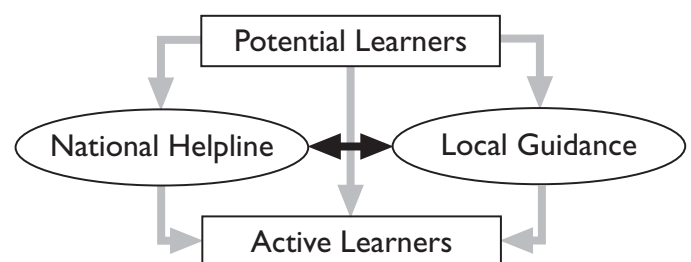 Potential Learners
National Helpline
Local Guidance
Active Learners